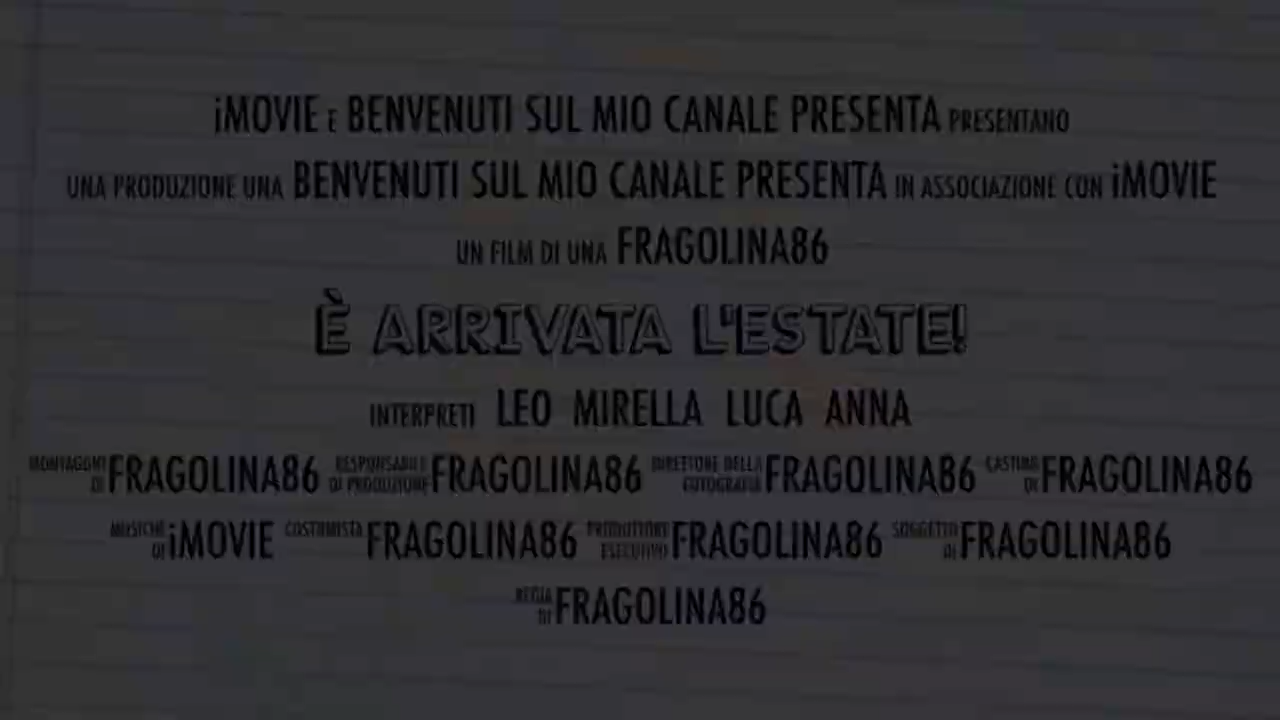 iMOVIE E BENVENUTI SUL MIO CANALE PRESENTA PRESENTANO
UNA PRODUZIONE UNA BENVENUTI SUL MIO CANALE PRESENTA IN ASSOCIAZIONE CON iMOVIE
UN FILM DI UNA FRAGOLINA86
È ARRIVATA L'ESTATE!
INTERPRETI LEO MIRELLA LUCA ANNA
MONTAGGIO DI FRAGOLINA86 RESPONSABILE DI PRODUZIONE FRAGOLINA86 DIRETTORE DELLA FOTOGRAFIA FRAGOLINA86 CASTING DI FRAGOLINA86
MUSICHE DI iMOVIE COSTUMISTA FRAGOLINA86 PRODUTTORE ESECUTIVO FRAGOLINA86 SOGGETTO DI FRAGOLINA86
REGIA DI FRAGOLINA86